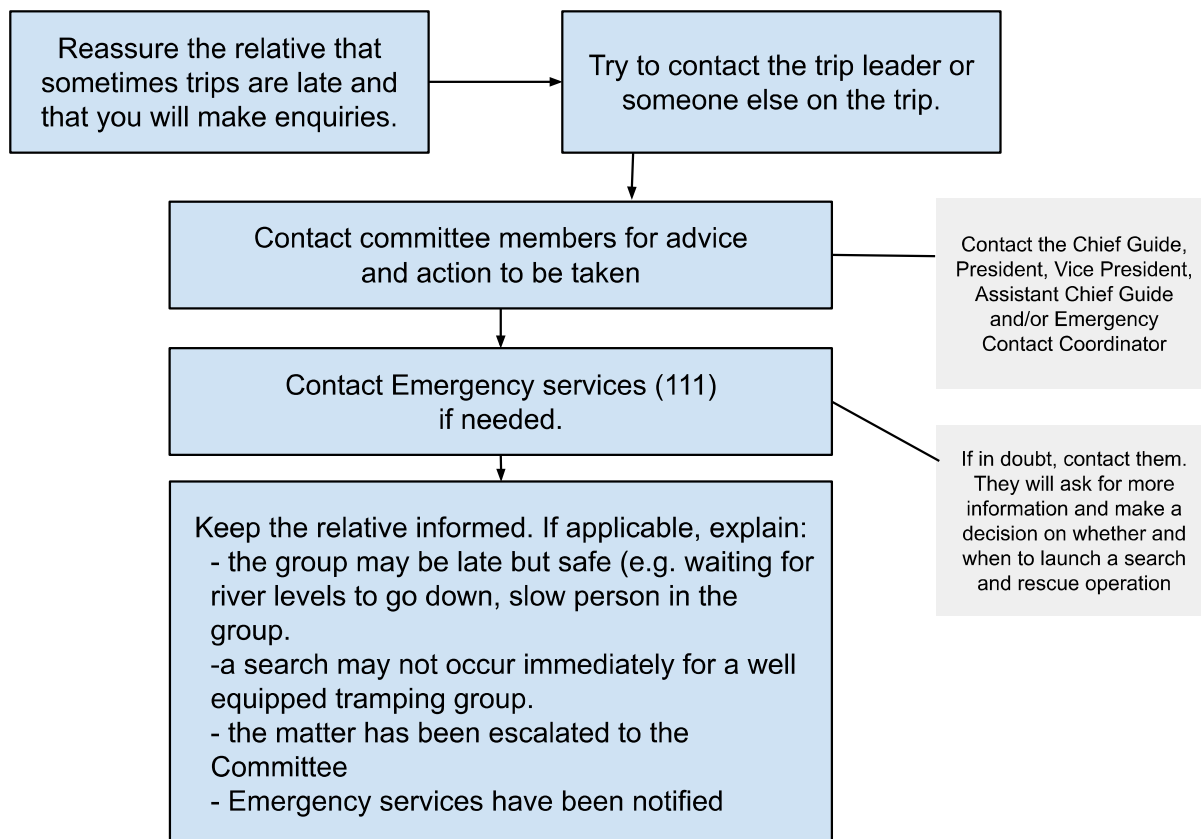 Reassure the relative that
sometimes trips are late and
that you will make enquiries.
Try to contact the trip leader or
someone else on the trip.
Contact committee members for advice
and action to be taken
Contact the Chief Guide,
President, Vice President,
Assistant Chief Guide
and/or Emergency
Contact Coordinator
Contact Emergency services (111)
if needed.
If in doubt, contact them.
They will ask for more
information and make a
decision on whether and
when to launch a search
and rescue operation
Keep the relative informed. If applicable, explain:
- the group may be late but safe (e.g. waiting for
river levels to go down, slow person in the
group.
-a search may not occur immediately for a well
equipped tramping group.
- the matter has been escalated to the
Committee
- Emergency services have been notified